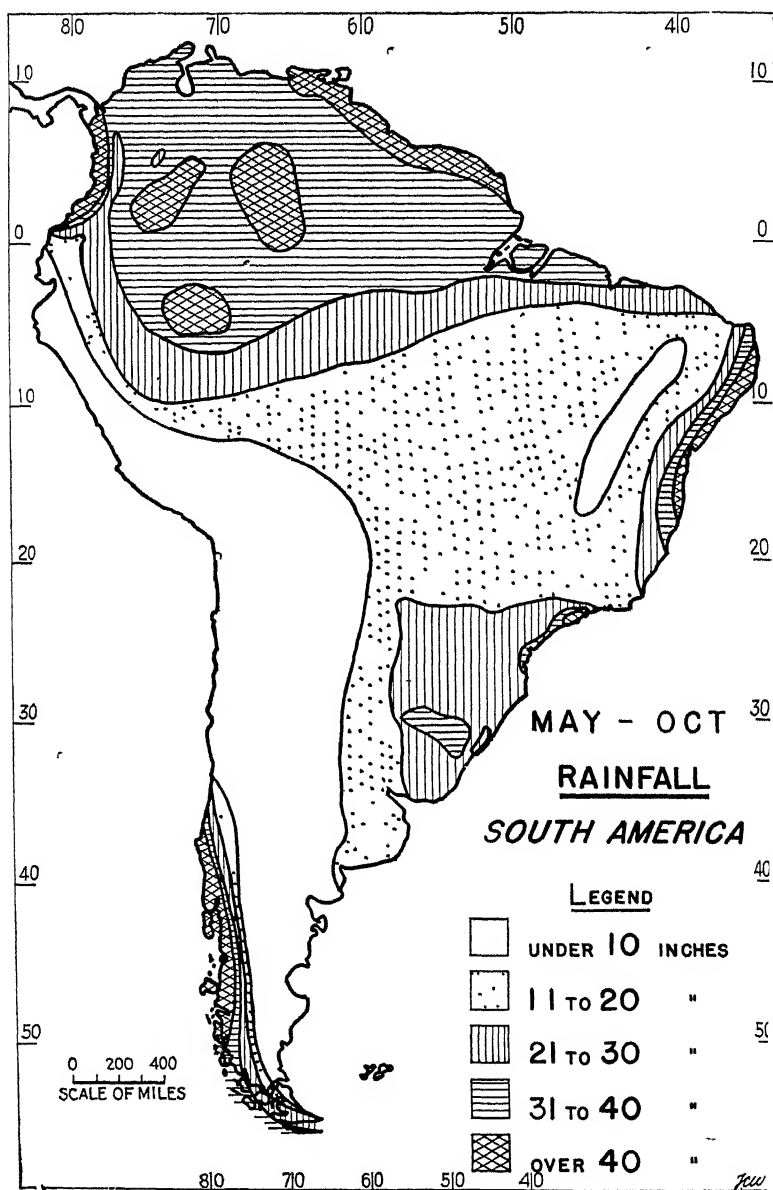 80 70 60 50 40
10 10
0 0
10 10
20 20
30 30
40 40
50 50
MAY - OCT
RAINFALL
SOUTH AMERICA
LEGEND
UNDER 10 INCHES
11 TO 20 "
21 TO 30 "
31 TO 40 "
OVER 40 "
0 200 400
SCALE OF MILES
80 70 60 50 40
JCW